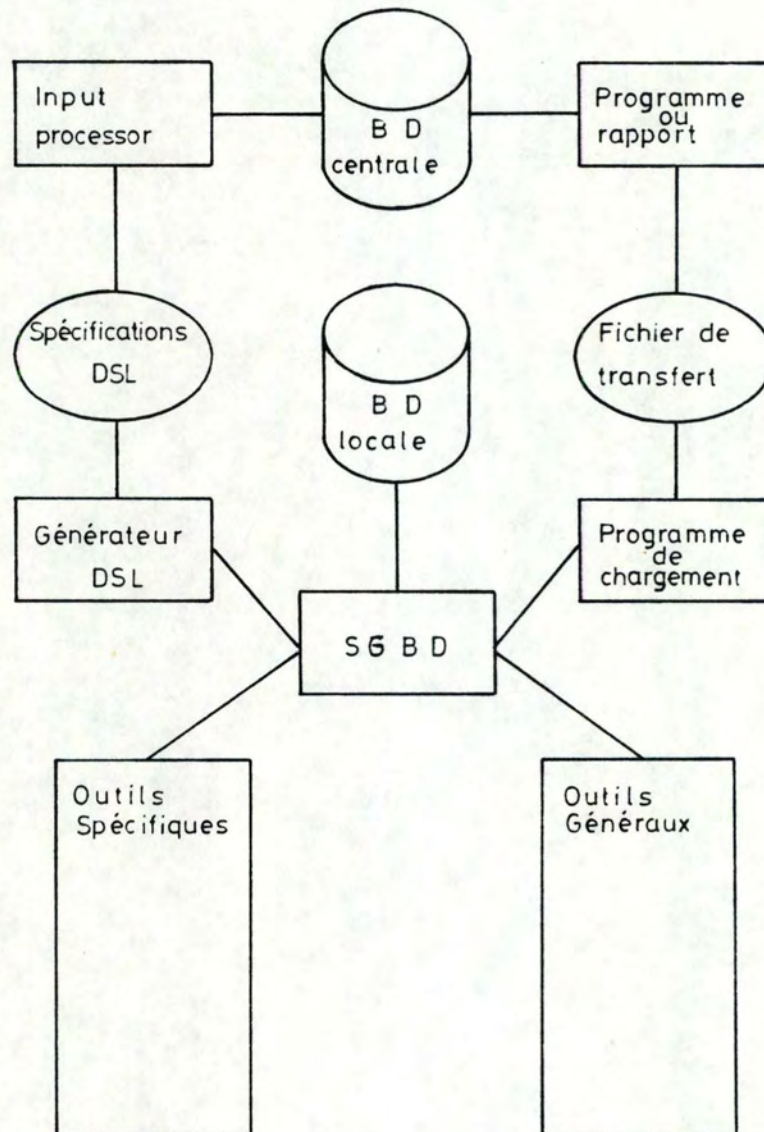 Input
processor
B D
centrale
Programme
ou
rapport
Spécifications
DSL
B D
locale
Fichier de
transfert
Générateur
DSL
SGBD
Programme
de
chargement
Outils
Spécifiques
Outils
Généraux